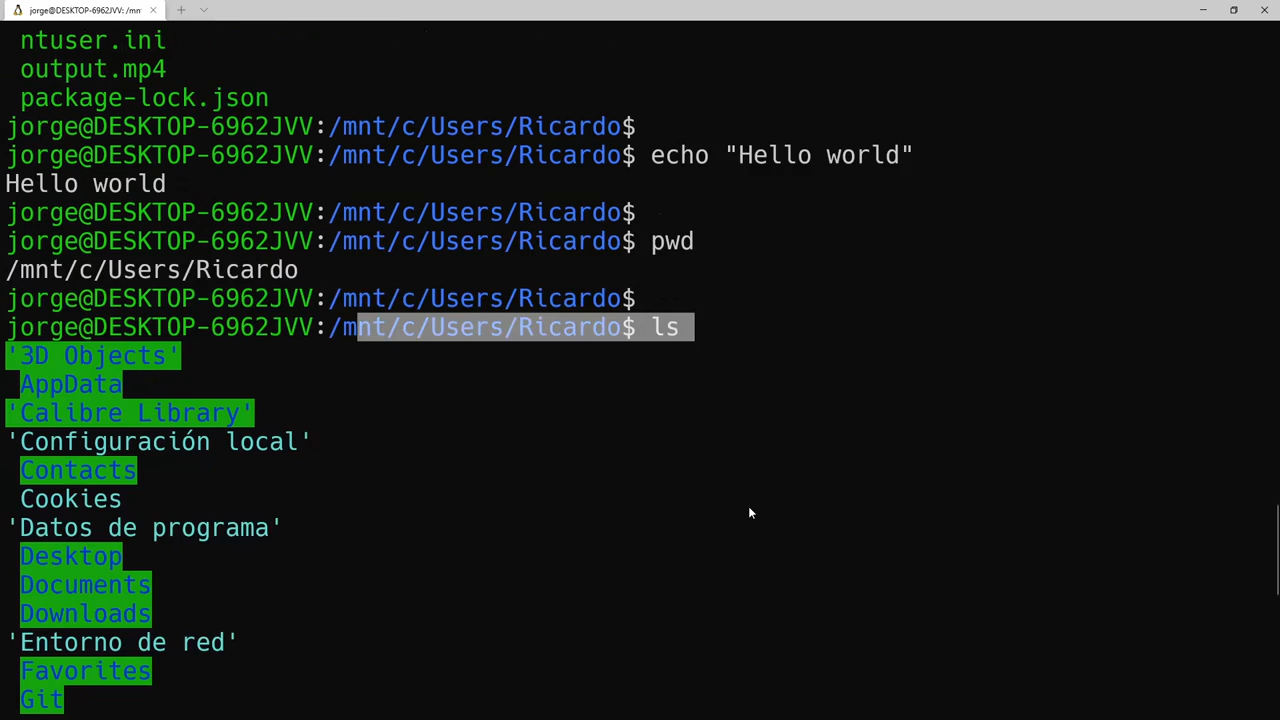 jorge@DESKTOP-6962JVV: /mnt
ntuser.ini
output.mp4
package-lock.json
jorge@DESKTOP-6962JVV:/mnt/c/Users/Ricardo$
jorge@DESKTOP-6962JVV:/mnt/c/Users/Ricardo$ echo "Hello world"
Hello world
jorge@DESKTOP-6962JVV:/mnt/c/Users/Ricardo$
jorge@DESKTOP-6962JVV:/mnt/c/Users/Ricardo$ pwd
/mnt/c/Users/Ricardo
jorge@DESKTOP-6962JVV:/mnt/c/Users/Ricardo$
jorge@DESKTOP-6962JVV:/mnt/c/Users/Ricardo$ ls
'3D Objects'
AppData
'Calibre Library'
'Configuración local'
Contacts
Cookies
'Datos de programa'
Desktop
Documents
Downloads
'Entorno de red'
Favorites
Git